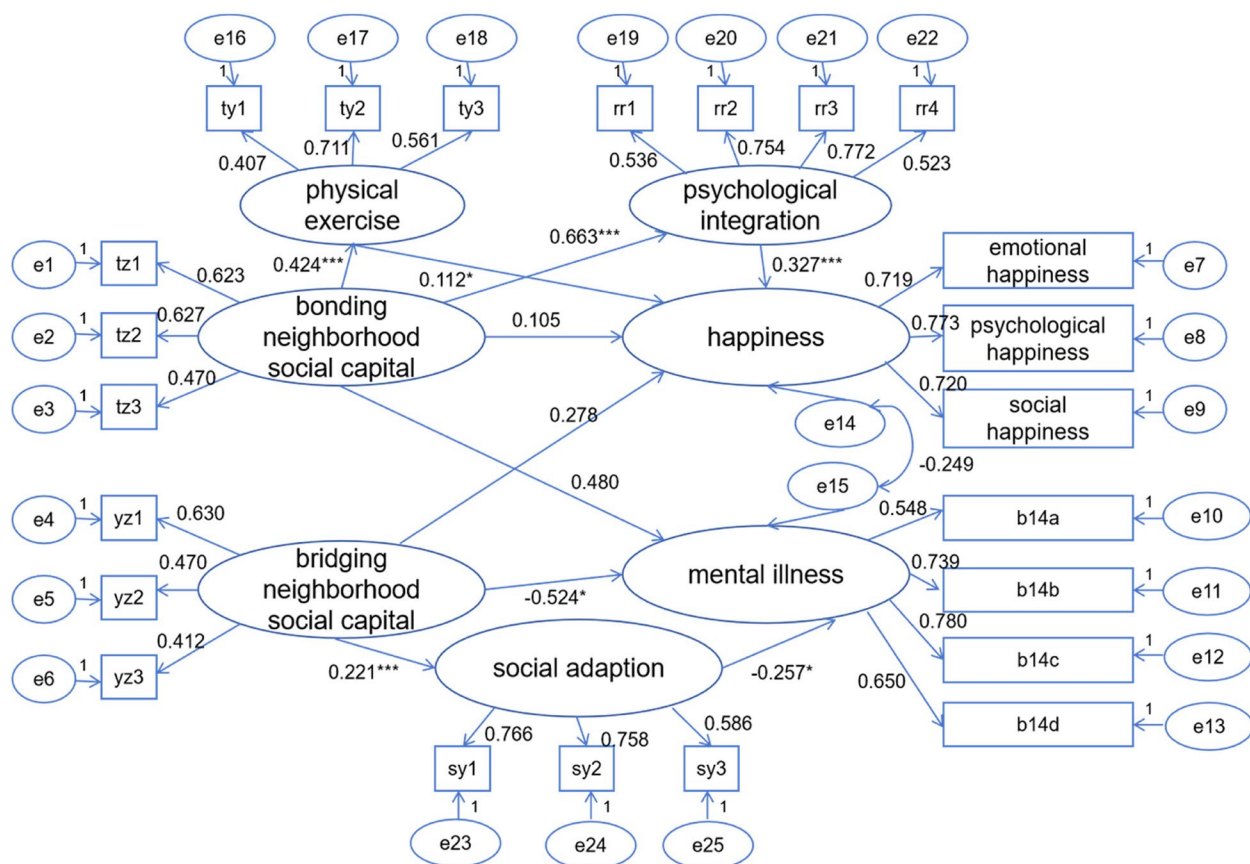 e16
e17
e18
e19
e20
e21
e22
1
1
1
1
1
1
1
ty1
ty2
ty3
rr1
rr2
rr3
rr4
0.407
0.711
0.561
0.536
0.754
0.772
0.523
physical
exercise
psychological
integration
e1
1
tz1
0.623
0.424***
0.112*
0.663***
0.327***
0.719
emotional
happiness
1
e7
e2
1
tz2
0.627
bonding
neighborhood
social capital
0.105
happiness
0.773
psychological
happiness
1
e8
e3
1
tz3
0.470
0.278
0.720
social
happiness
1
e9
e14
-0.249
0.480
e15
e4
1
yz1
0.630
0.548
b14a
1
e10
e5
1
yz2
0.470
bridging
neighborhood
social capital
-0.524*
mental illness
0.739
b14b
1
e11
e6
1
yz3
0.412
0.221***
social adaption
-0.257*
0.780
b14c
1
e12
0.650
b14d
1
e13
0.766
0.758
0.586
sy1
sy2
sy3
1
1
1
e23
e24
e25